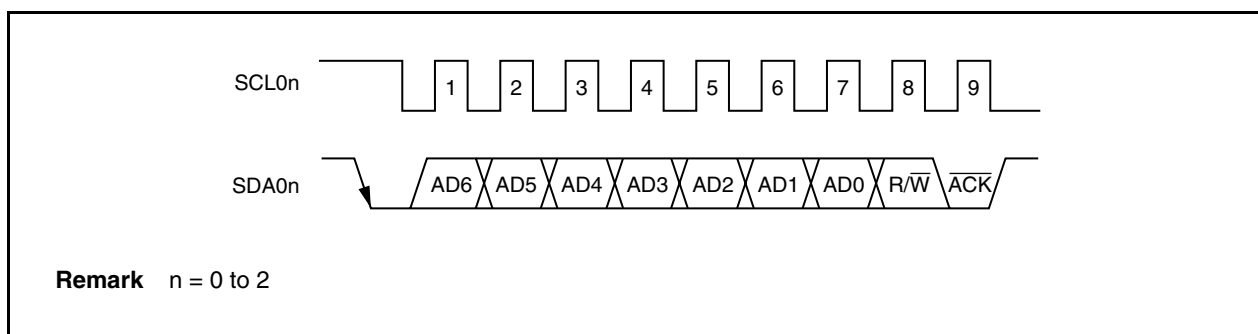 SCL0n 1 2 3 4 5 6 7 8 9
SDA0n AD6 AD5 AD4 AD3 AD2 AD1 AD0 R/W̅ A̅C̅K̅
Remark n = 0 to 2